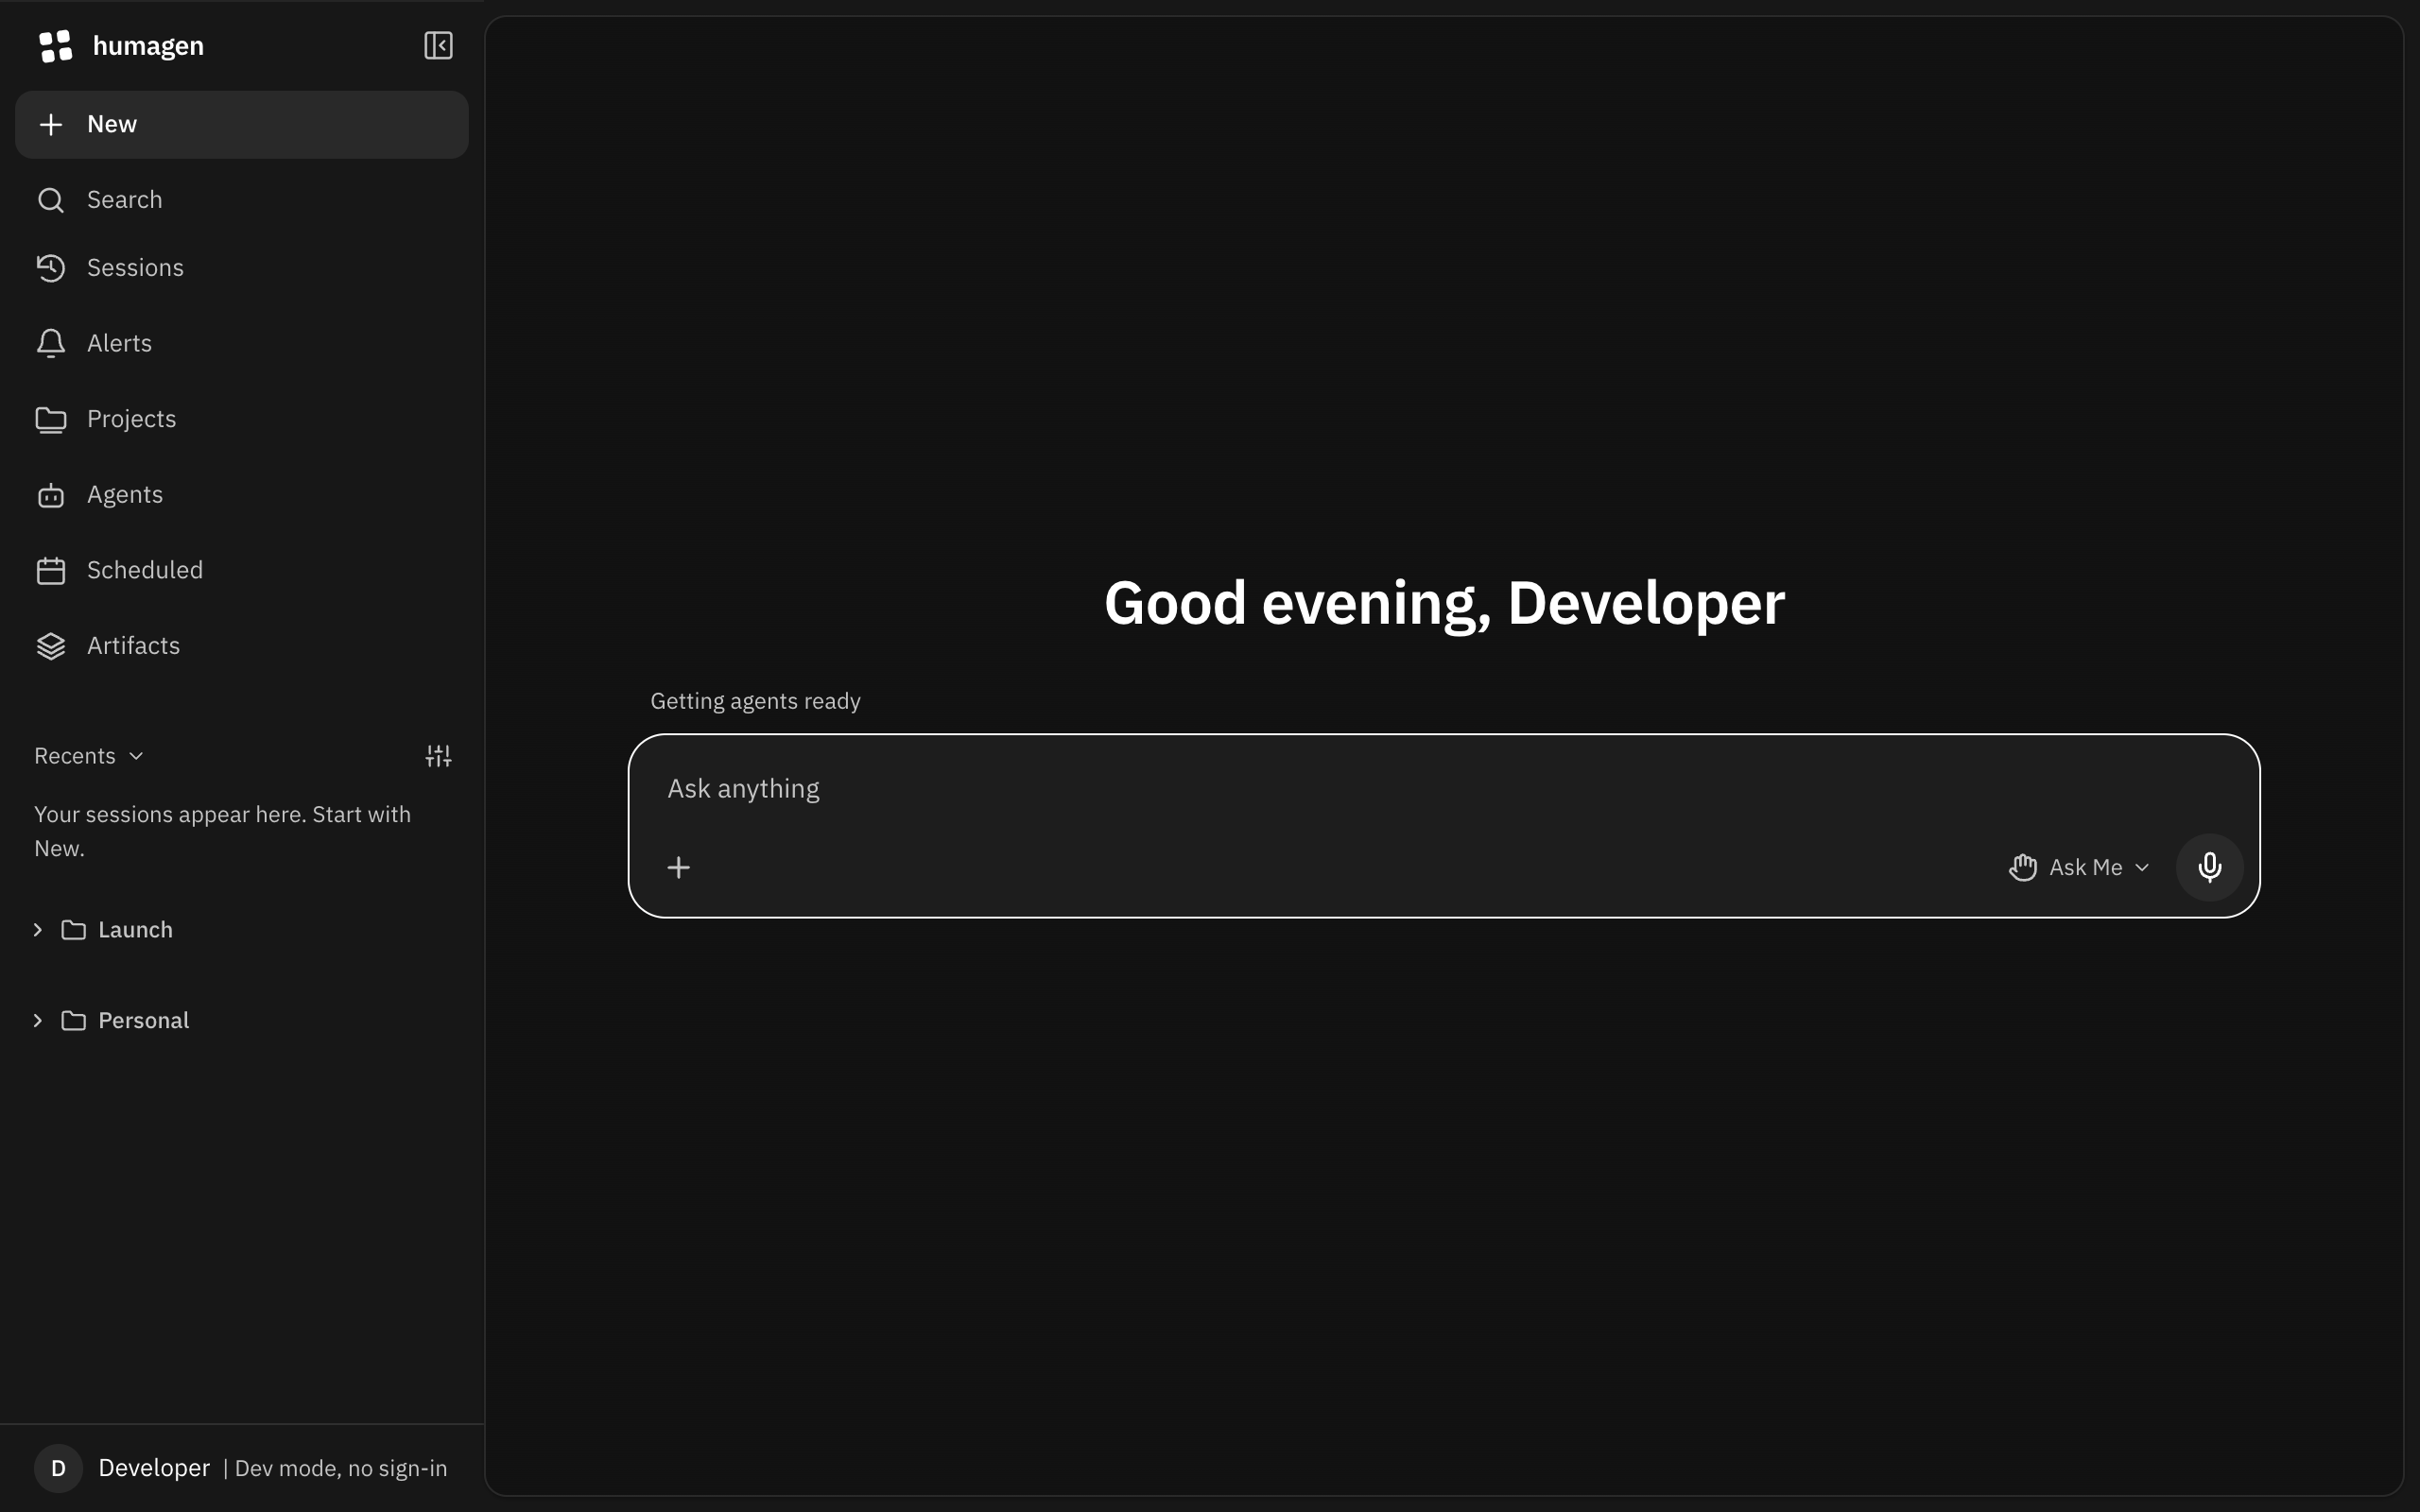 humagen
New
Search
Sessions
Alerts
Projects
Agents
Scheduled
Artifacts
Recents
Your sessions appear here. Start with
New.
Launch
Personal
D Developer | Dev mode, no sign-in
Good evening, Developer
Getting agents ready
Ask anything
Ask Me